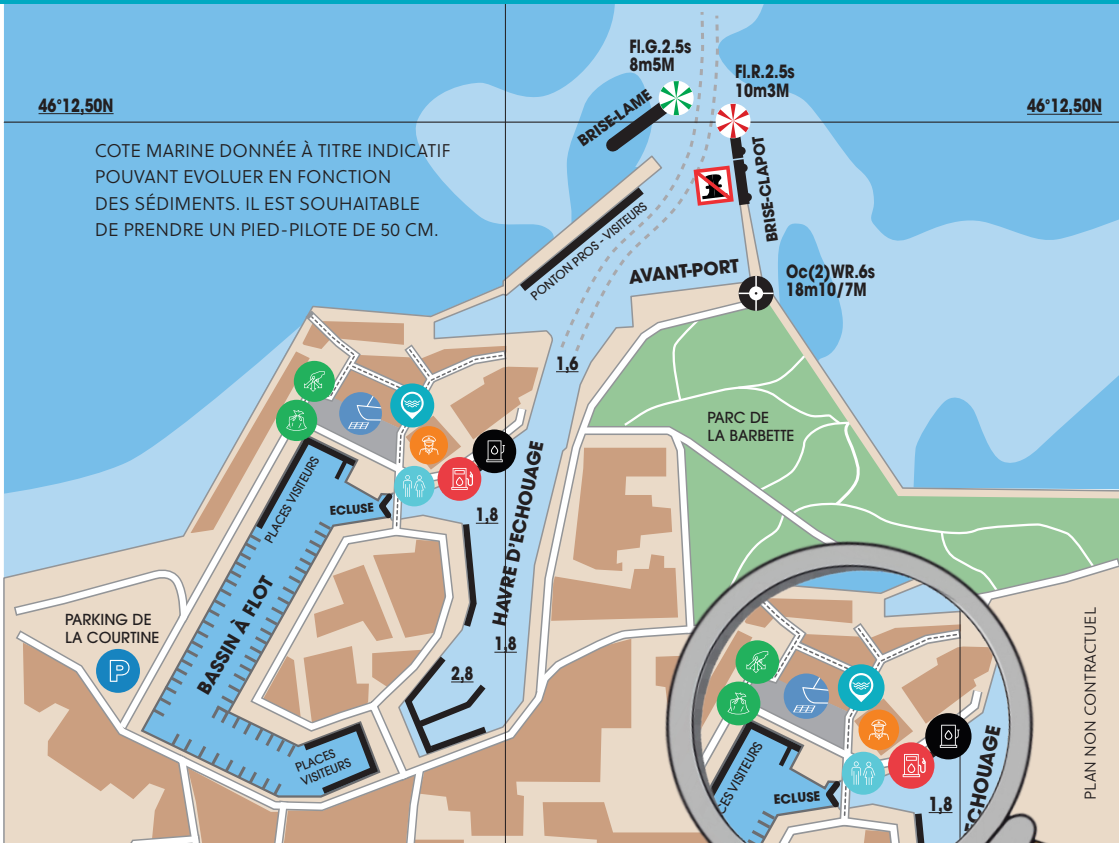 Fl.G.2.5s
8m5M
Fl.R.2.5s
10m3M
46°12,50N
46°12,50N
BRISE-LAME
COTE MARINE DONNÉE À TITRE INDICATIF
POUVANT EVOLUER EN FONCTION
DES SÉDIMENTS. IL EST SOUHAITABLE
DE PRENDRE UN PIED-PILOTE DE 50 CM.
BRISE-CLAPOT
PONTON PROS - VISITEURS
AVANT-PORT
Oc(2)WR.6s
18m10/7M
1,6
PARC DE
LA BARBETTE
PLACES VISITEURS
ECLUSE
1,8
HAVRE D'ECHOUAGE
BASSIN À FLOT
PARKING DE
LA COURTINE
P
1,8
2,8
PLACES
VISITEURS
CES VISITEURS
ECLUSE
1,8
ECHOUAGE
PLAN NON CONTRACTUEL